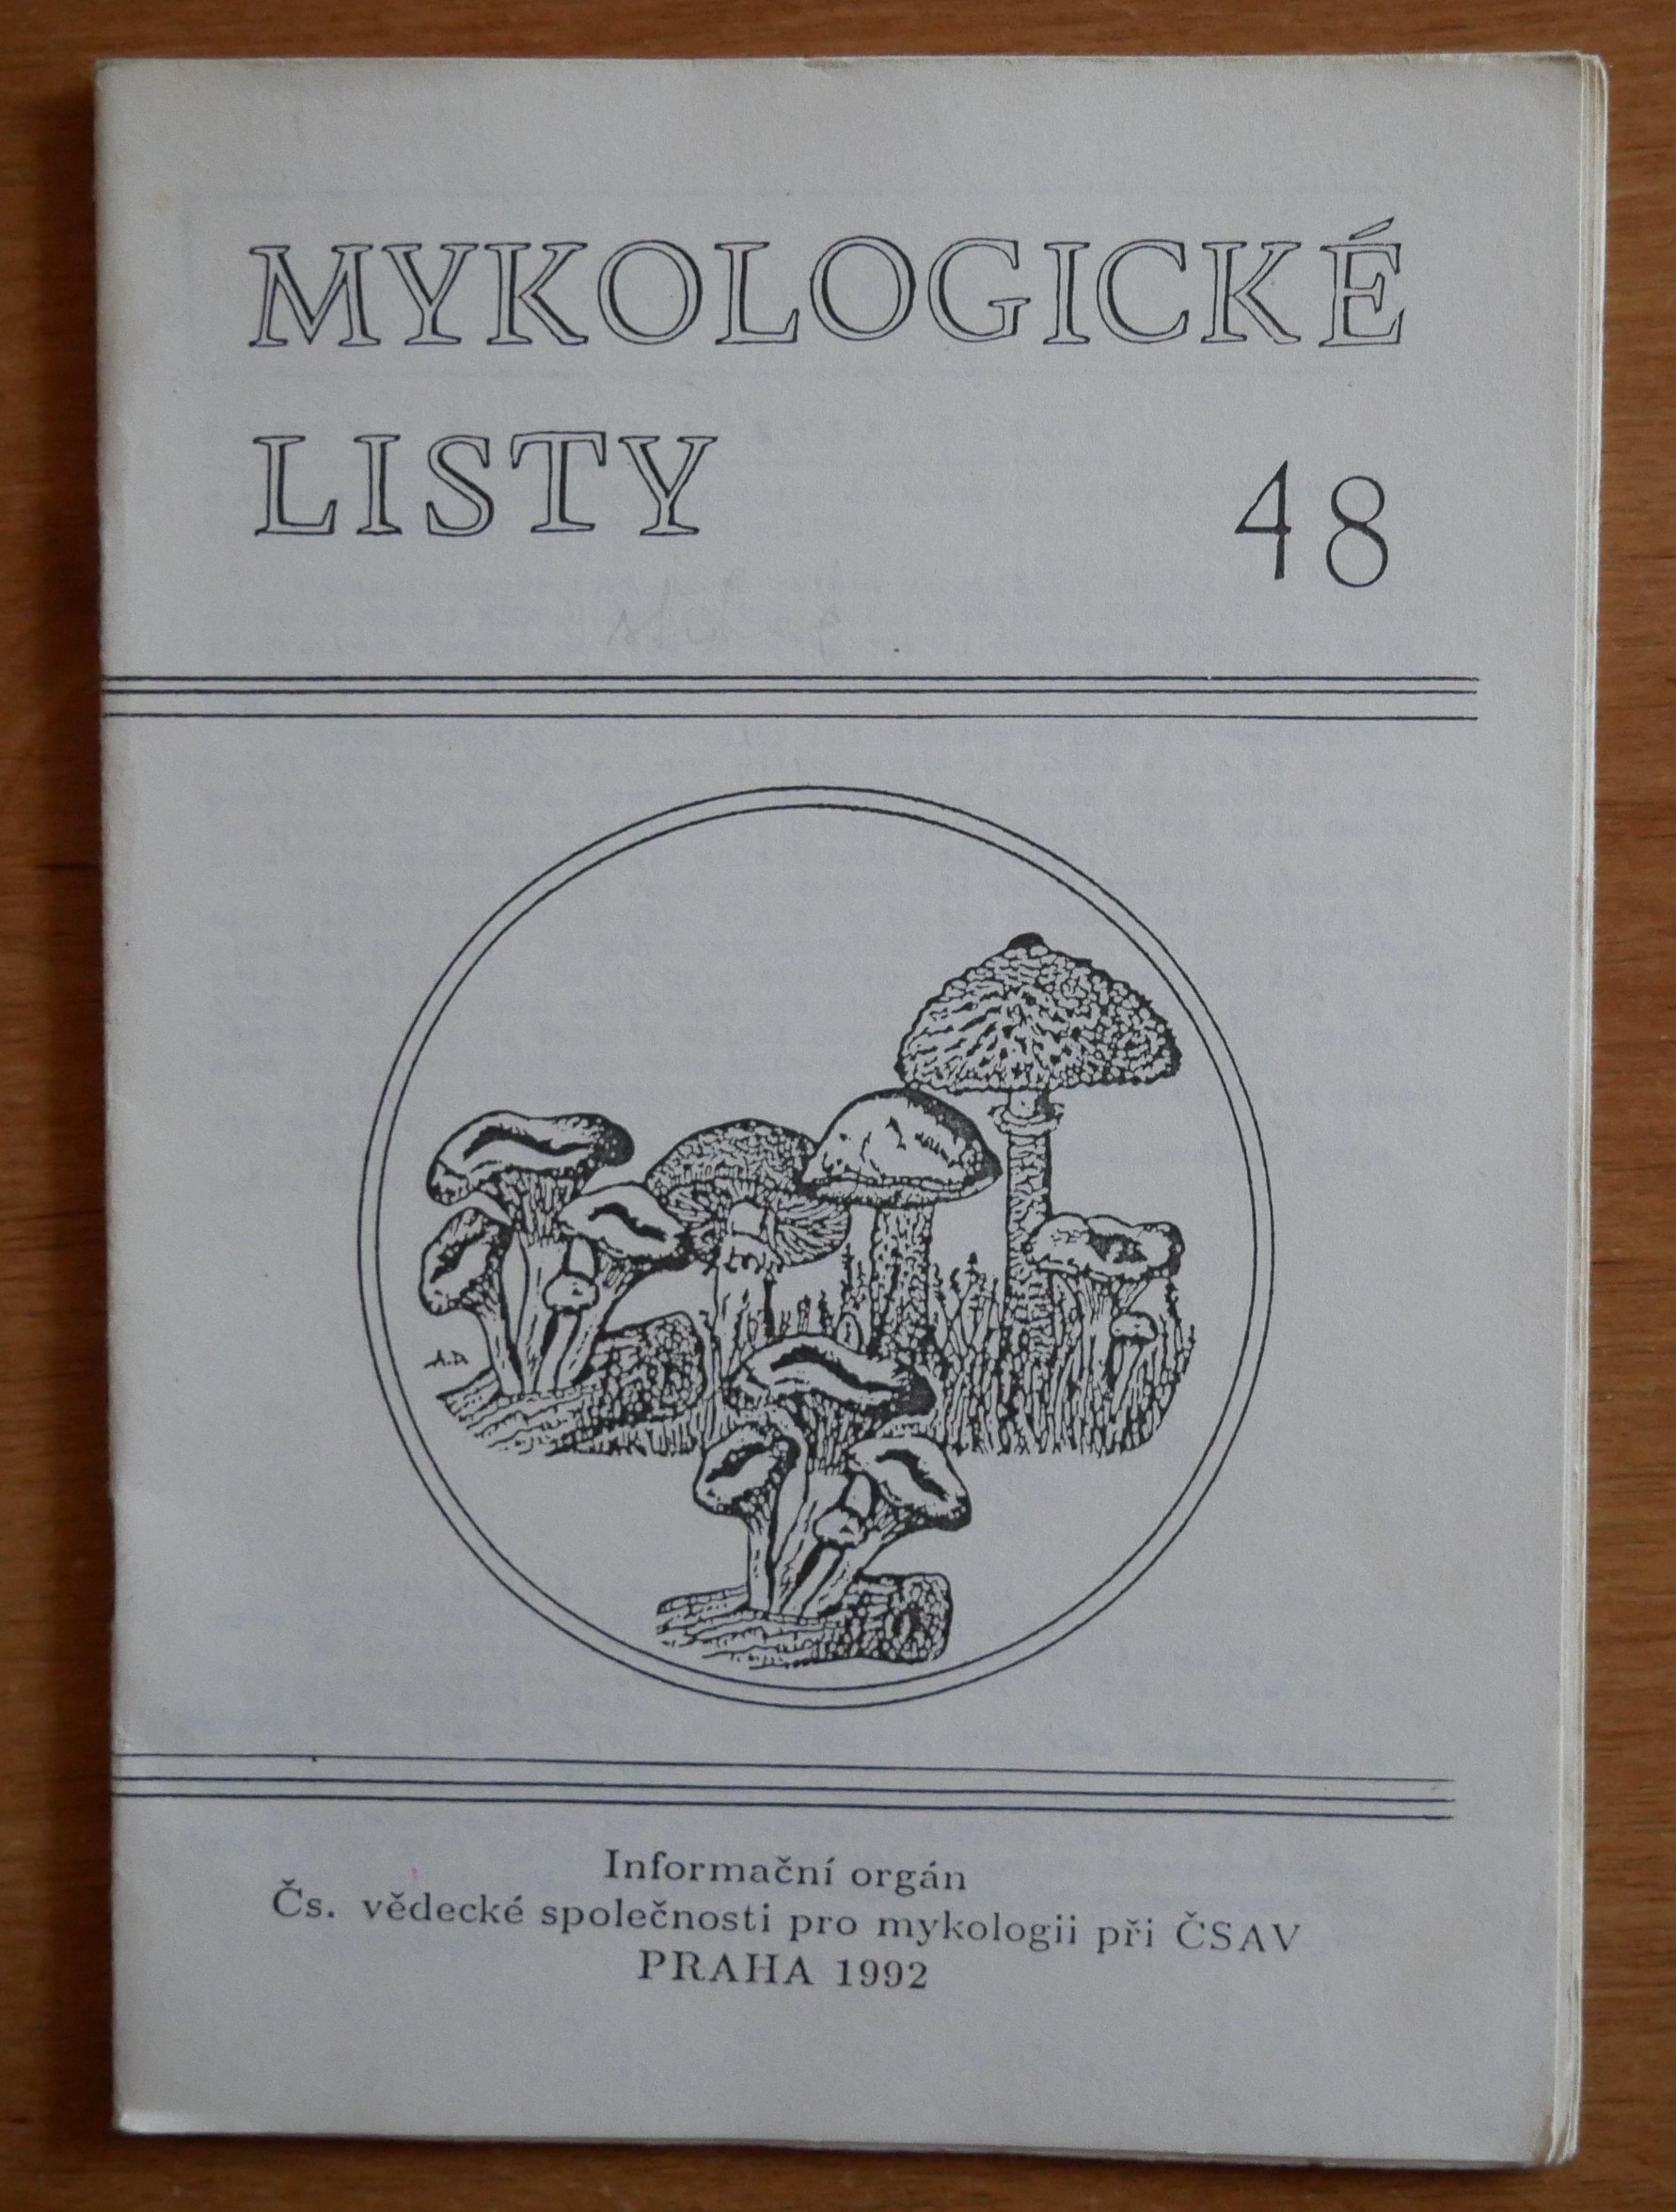 MYKOLOGICKÉ
LISTY 48
A.D.
Informační orgán
Čs. vědecké společnosti pro mykologii při ČSAV
PRAHA 1992